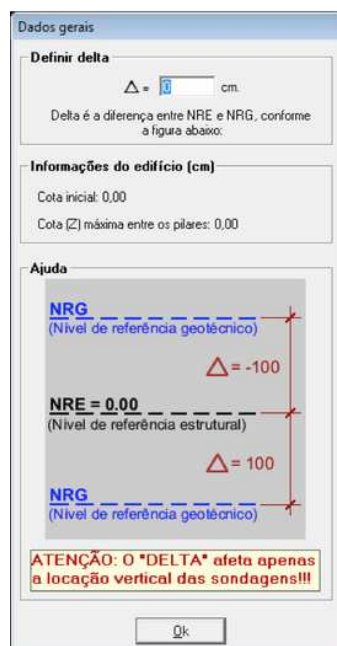 Dados gerais
Definir delta
Δ = 0 cm.
Delta é a diferença entre NRE e NRG, conforme
a figura abaixo:
Informações do edifício (cm)
Cota inicial: 0,00
Cota (Z) máxima entre os pilares: 0,00
Ajuda
NRG
(Nível de referência geotécnico)
Δ = -100
NRE = 0.00
(Nível de referência estrutural)
Δ = 100
NRG
(Nível de referência geotécnico)
ATENÇÃO: O "DELTA" afeta apenas
a locação vertical das sondagens!!!
Ok